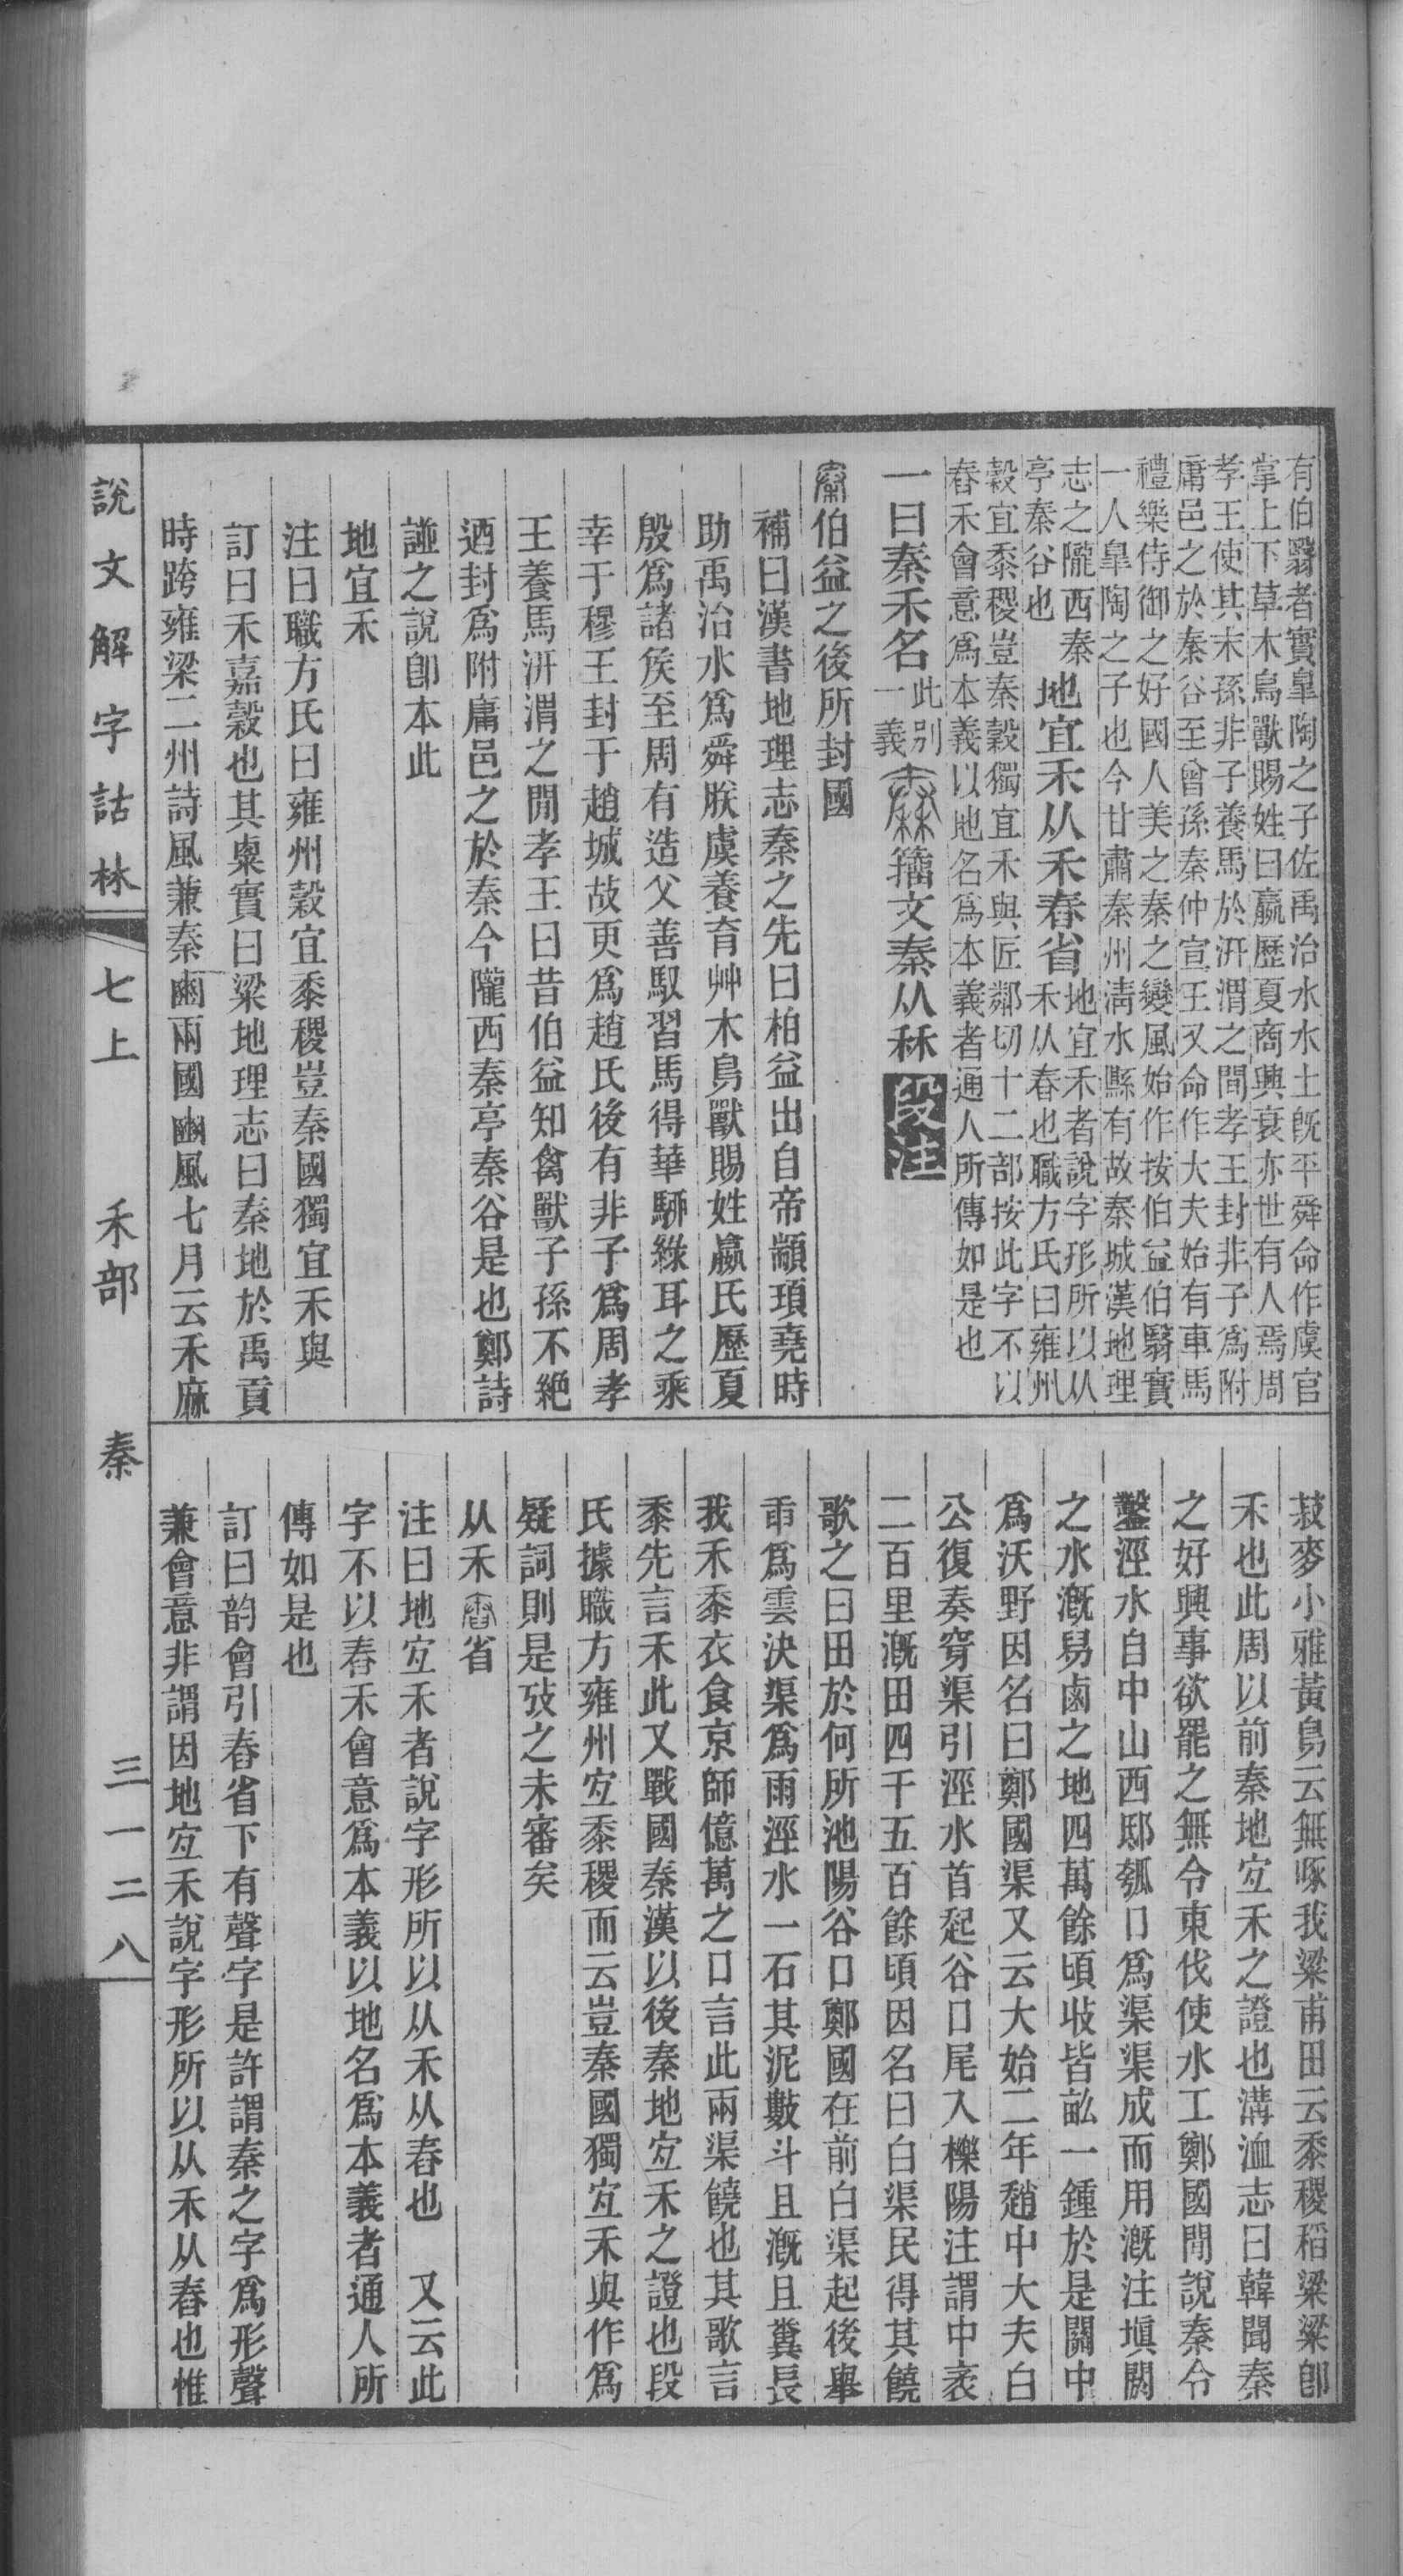 有伯翳者實皐陶之子佐禹治水水土旣平舜命作虞官
掌上下草木鳥獸賜姓曰嬴歷夏商興衰亦世有人焉周
孝王使其末孫非子養馬於汧渭之間孝王封非子爲附
庸邑之於秦谷至曾孫秦仲宣王又命作大夫始有車馬
禮樂侍御之好國人美之秦之變風始作按伯益伯翳實
一人皐陶之子也今甘肅秦州淸水縣有故秦城漢地理
志之隴西秦
亭秦谷也
地宜禾从禾舂省
地宜禾者說字形所以从
禾从舂也職方氏曰雍州
穀宜黍稷豈秦穀獨宜禾與匠鄰切十二部按此字不以
舂禾會意爲本義以地名爲本義者通人所傳如是也
一曰秦禾名
此別
一義
𥣱籒文秦从秝
段注
伯益之後所封國
補曰漢書地理志秦之先曰柏益出自帝顓頊堯時
助禹治水爲舜朕虞養育艸木鳥獸賜姓嬴氏歷夏
殷爲諸矦至周有造父善馭習馬得華騮綠耳之乘
幸于穆王封于趙城故更爲趙氏後有非子爲周孝
王養馬汧渭之閒孝王曰昔伯益知禽獸子孫不絶
迺封爲附庸邑之於秦今隴西秦亭秦谷是也鄭詩
譜之說卽本此
地宜禾
注曰職方氏曰雍州穀宜黍稷豈秦國獨宜禾與
訂曰禾嘉穀也其稟實曰梁地理志曰秦地於禹貢
時跨雍梁二州詩風兼秦豳兩國豳風七月云禾麻
菽麥小雅黃鳥云無啄我粱甫田云黍稷稻粱粱卽
禾也此周以前秦地宐禾之證也溝洫志曰韓聞秦
之好興事欲罷之無令東伐使水工鄭國閒說秦令
鑿涇水自中山西邸瓠口爲渠渠成而用漑注塡閼
之水漑舄鹵之地四萬餘頃收皆畝一鍾於是關中
爲沃野因名曰鄭國渠又云大始二年趙中大夫白
公復奏穿渠引涇水首起谷口尾入櫟陽注謂中袤
二百里漑田四千五百餘頃因名曰白渠民得其饒
歌之曰田於何所池陽谷口鄭國在前白渠起後舉
臿爲雲決渠爲雨涇水一石其泥數斗且漑且糞長
我禾黍衣食京師億萬之口言此兩渠饒也其歌言
黍先言禾此又戰國秦漢以後秦地宐禾之證也段
氏據職方雍州宐黍稷而云豈秦國獨宐禾與作爲
疑詞則是攷之未審矣
从禾舂省
注曰地宐禾者說字形所以从禾从舂也 又云此
字不以舂禾會意爲本義以地名爲本義者通人所
傳如是也
訂曰韵會引舂省下有聲字是許謂秦之字爲形聲
兼會意非謂因地宐禾說字形所以从禾从舂也惟
說文解字詁林
七上
禾部
秦
三一二八